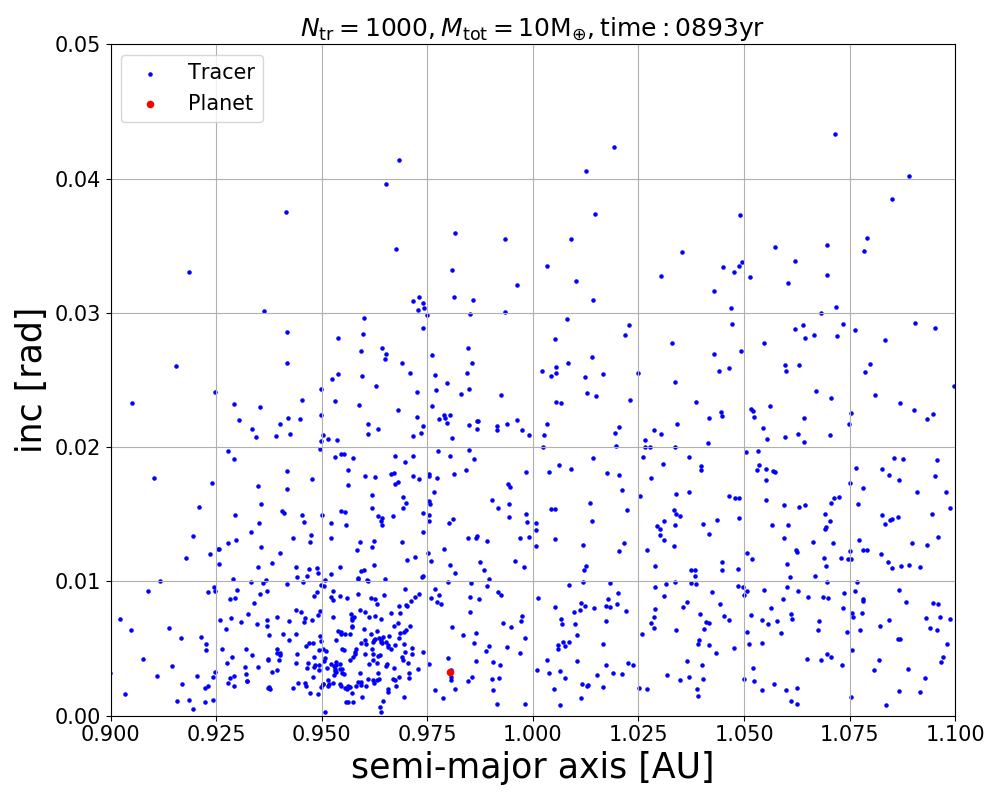 N_tr = 1000, M_tot = 10M_⊕, time : 0893yr
Tracer
Planet
0.05
0.04
0.03
0.02
0.01
0.00
inc [rad]
0.900 0.925 0.950 0.975 1.000 1.025 1.050 1.075 1.100
semi-major axis [AU]